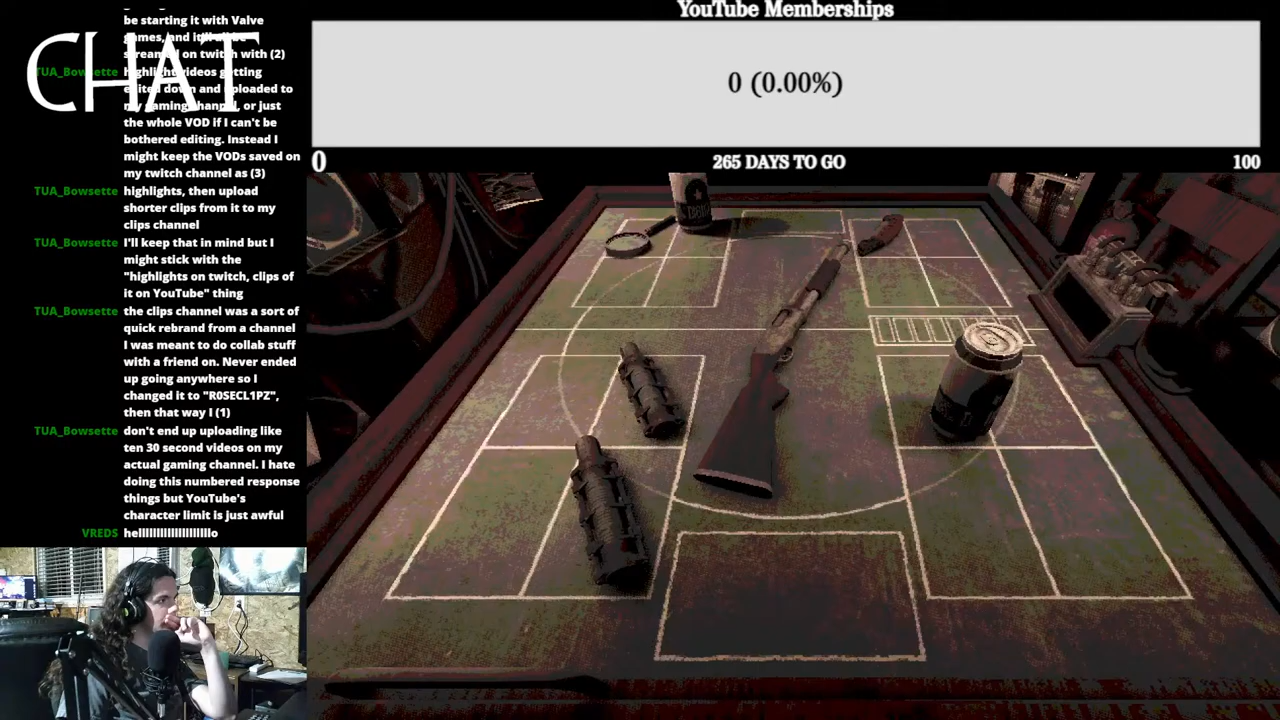 be starting it with Valve
games, and it'll all be
streamed on twitch with (2)
CHAT
TUA_Bowsette highlight videos getting
edited down and uploaded to
my gaming channel, or just
the whole VOD if I can't be
bothered editing. Instead I
might keep the VODs saved on
my twitch channel as (3)
TUA_Bowsette highlights, then upload
shorter clips from it to my
clips channel
TUA_Bowsette I'll keep that in mind but I
might stick with the
"highlights on twitch, clips of
it on YouTube" thing
TUA_Bowsette the clips channel was a sort of
quick rebrand from a channel
I was meant to do collab stuff
with a friend on. Never ended
up going anywhere so I
changed it to "R0SECL1PZ",
then that way I (1)
TUA_Bowsette don't end up uploading like
ten 30 second videos on my
actual gaming channel. I hate
doing this numbered response
things but YouTube's
character limit is just awful
VREDS helllllllllllllllllllllo
YouTube Memberships
0 (0.00%)
0 265 DAYS TO GO 100